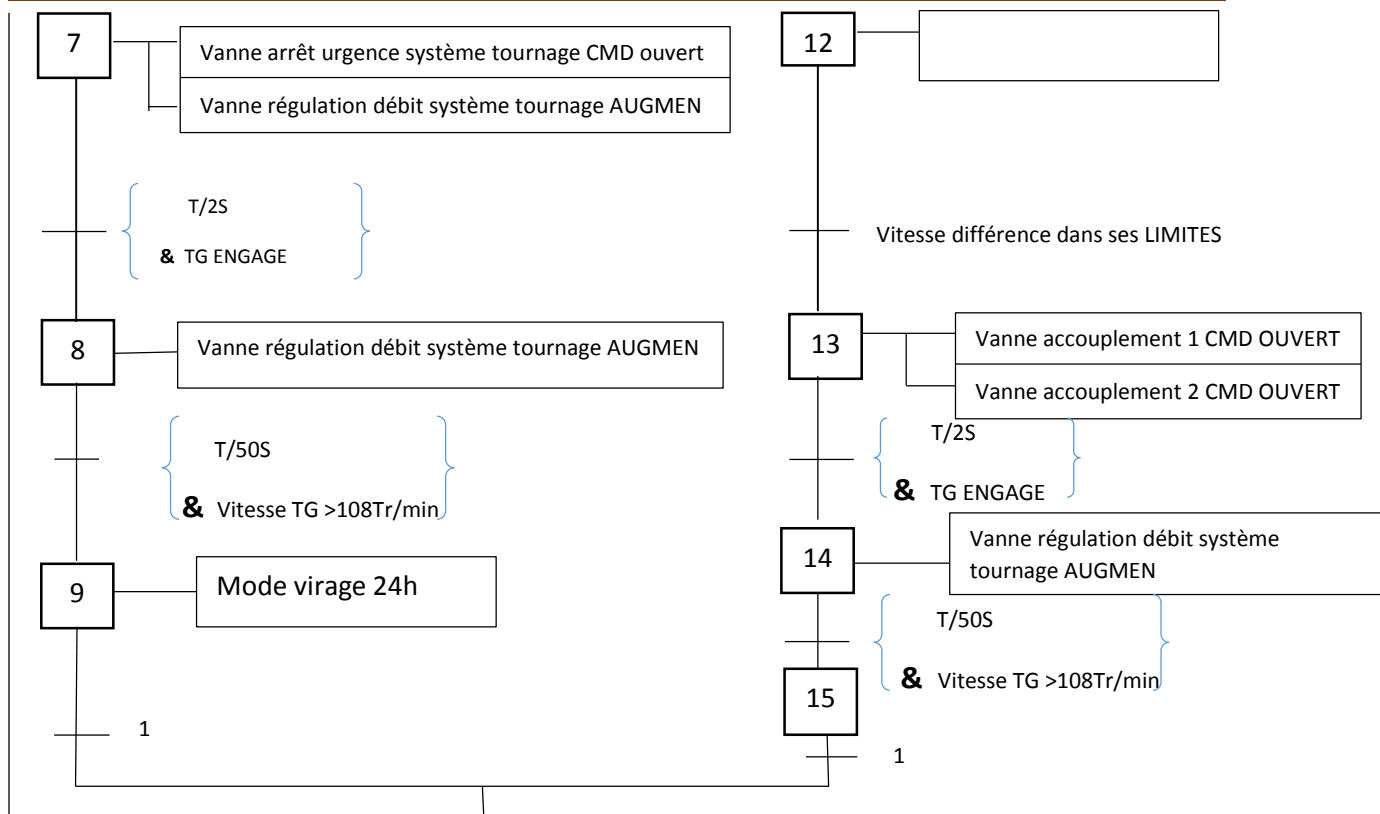 7
Vanne arrêt urgence système tournage CMD ouvert
Vanne régulation débit système tournage AUGMEN
T/2S
& TG ENGAGE
8
Vanne régulation débit système tournage AUGMEN
T/50S
& Vitesse TG >108Tr/min
9
Mode virage 24h
1
12
Vitesse différence dans ses LIMITES
13
Vanne accouplement 1 CMD OUVERT
Vanne accouplement 2 CMD OUVERT
T/2S
& TG ENGAGE
14
Vanne régulation débit système
tournage AUGMEN
T/50S
& Vitesse TG >108Tr/min
15
1